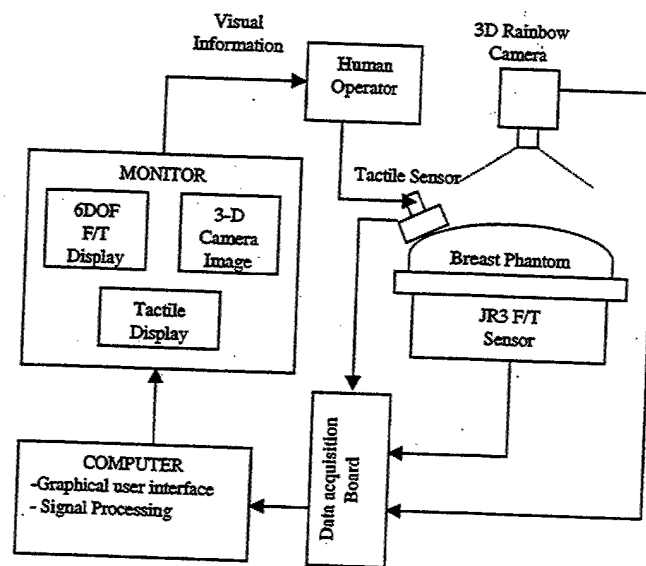 Visual
Information
3D Rainbow
Camera
Human
Operator
Tactile Sensor
MONITOR
6DOF
F/T
Display
3-D
Camera
Image
Tactile
Display
Breast Phantom
JR3 F/T
Sensor
Data acquisition
Board
COMPUTER
-Graphical user interface
- Signal Processing